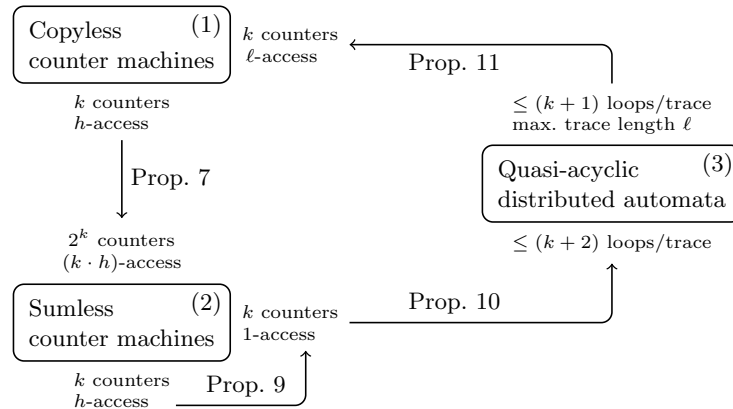 Copyless (1)
counter machines
k counters
ℓ-access
Prop. 11
k counters
h-access
≤ (k + 1) loops/trace
max. trace length ℓ
Prop. 7
Quasi-acyclic (3)
distributed automata
2^k counters
(k · h)-access
≤ (k + 2) loops/trace
Sumless (2)
counter machines
k counters
1-access
Prop. 10
k counters
h-access
Prop. 9